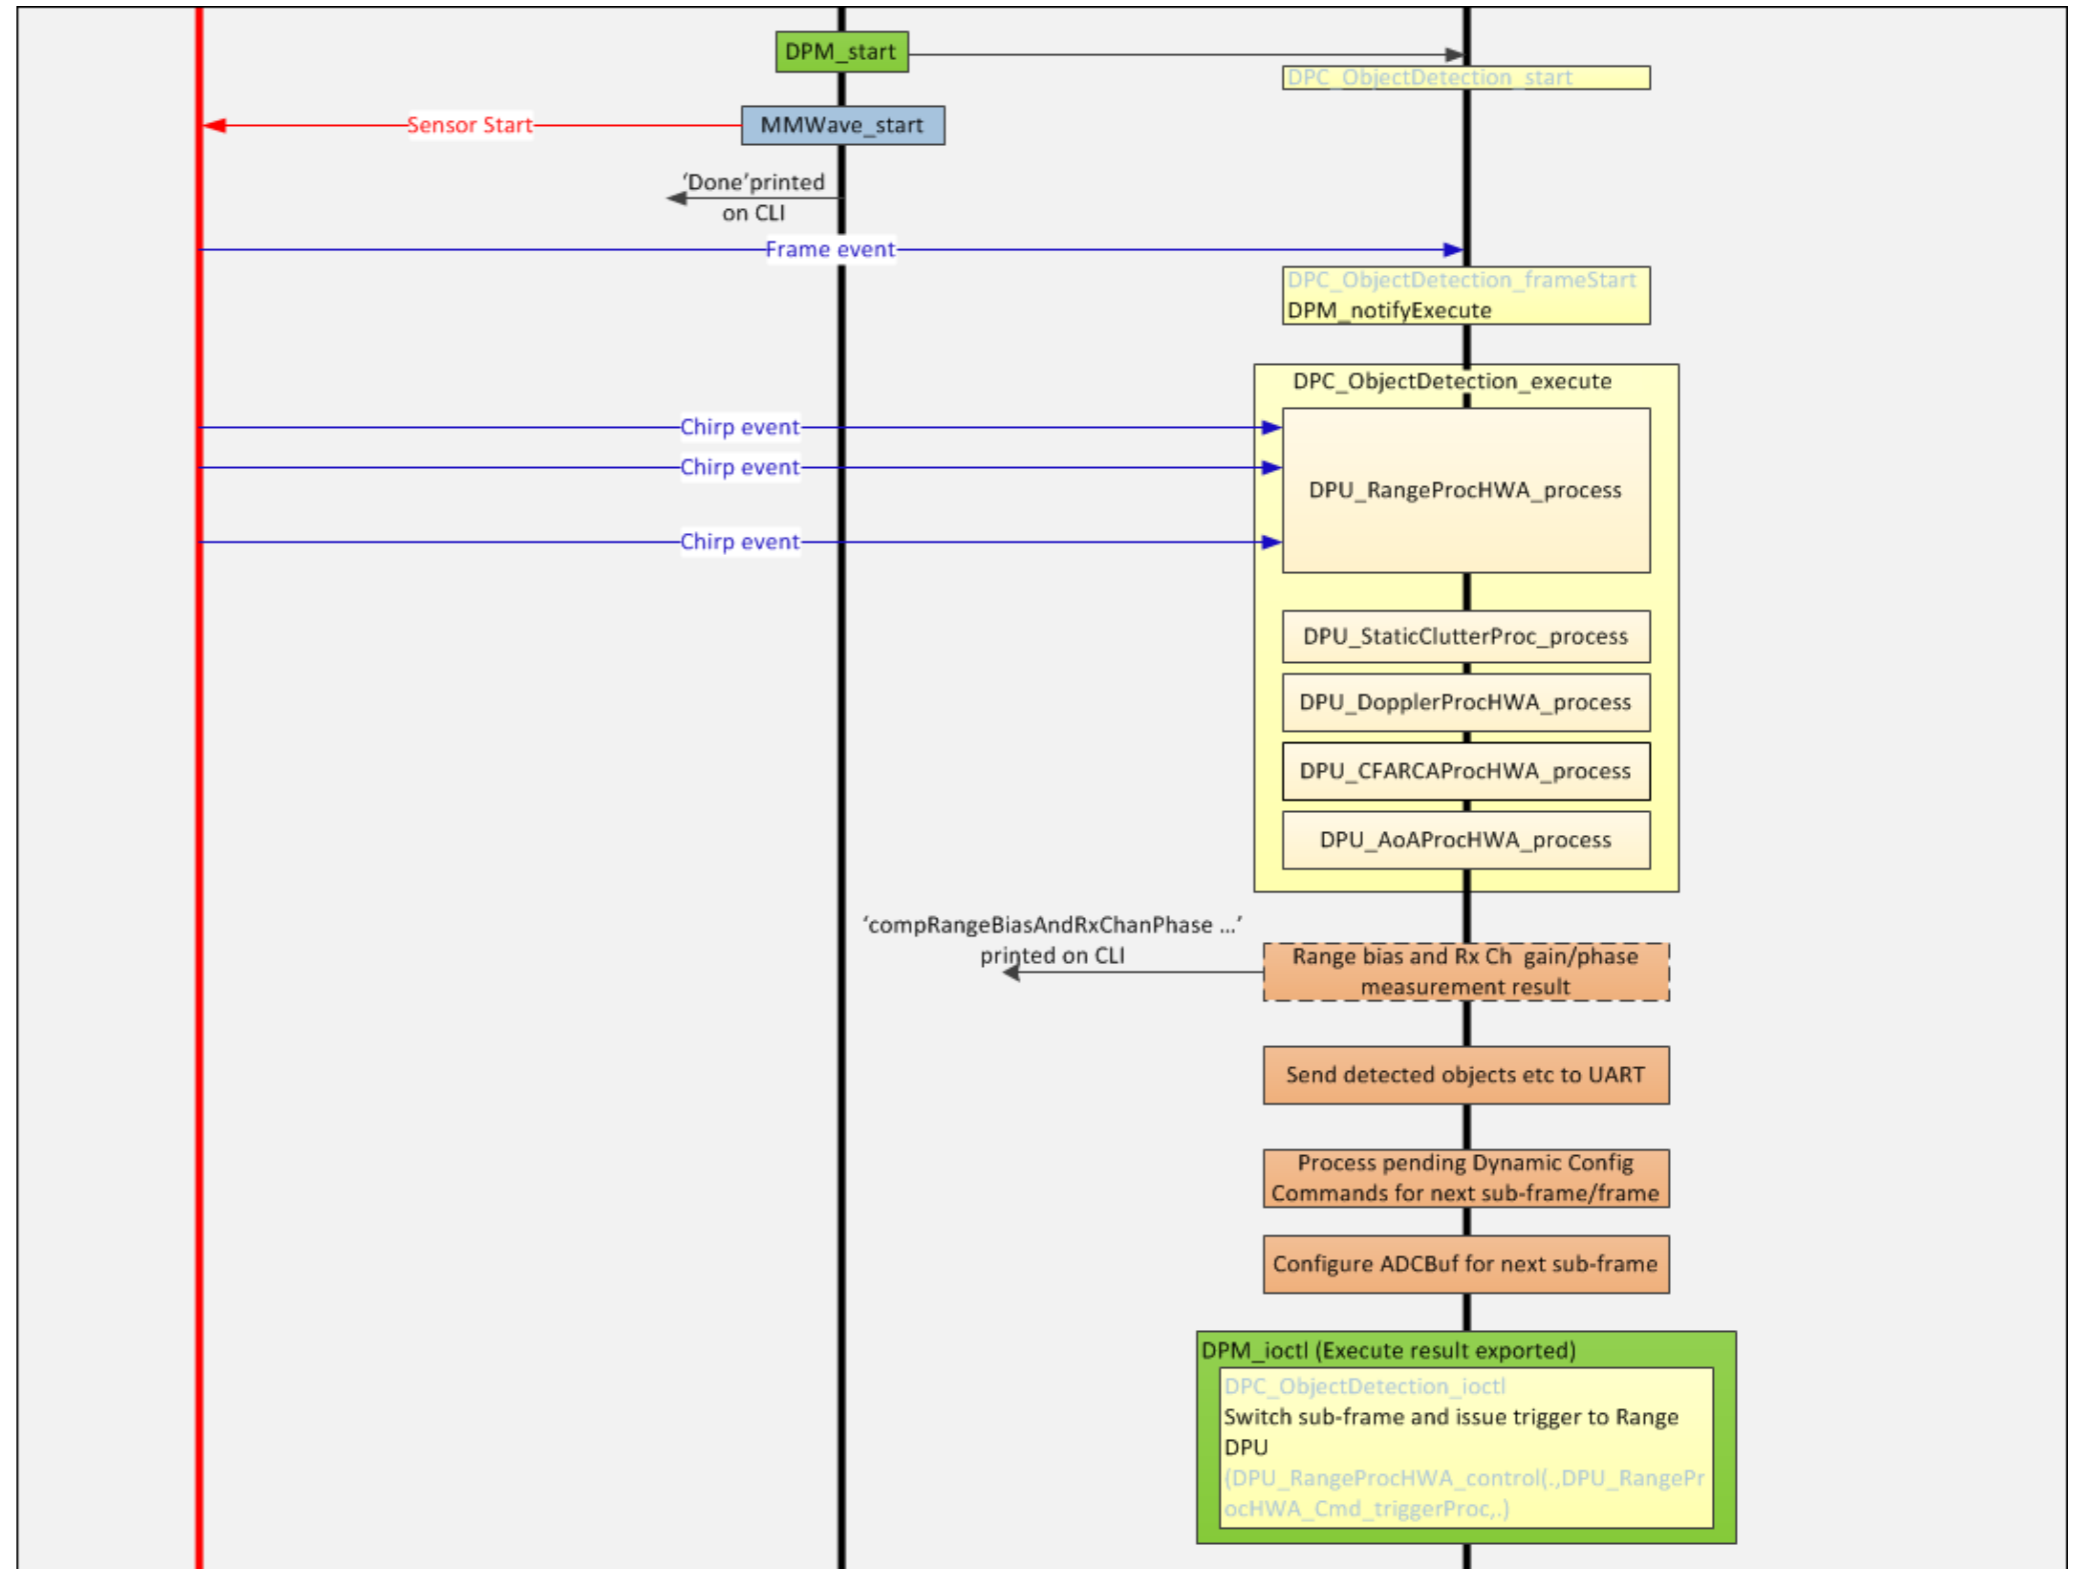 DPM_start
DPC_ObjectDetection_start
Sensor Start
MMWave_start
‘Done’printed
on CLI
Frame event
DPC_ObjectDetection_frameStart
DPM_notifyExecute
DPC_ObjectDetection_execute
Chirp event
Chirp event
DPU_RangeProcHWA_process
Chirp event
DPU_StaticClutterProc_process
DPU_DopplerProcHWA_process
DPU_CFARCAProcHWA_process
DPU_AoAProcHWA_process
‘compRangeBiasAndRxChanPhase ...’
printed on CLI
Range bias and Rx Ch gain/phase
measurement result
Send detected objects etc to UART
Process pending Dynamic Config
Commands for next sub-frame/frame
Configure ADCBuf for next sub-frame
DPM_ioctl (Execute result exported)
DPC_ObjectDetection_ioctl
Switch sub-frame and issue trigger to Range
DPU
(DPU_RangeProcHWA_control(.,DPU_RangePr
ocHWA_Cmd_triggerProc,.)